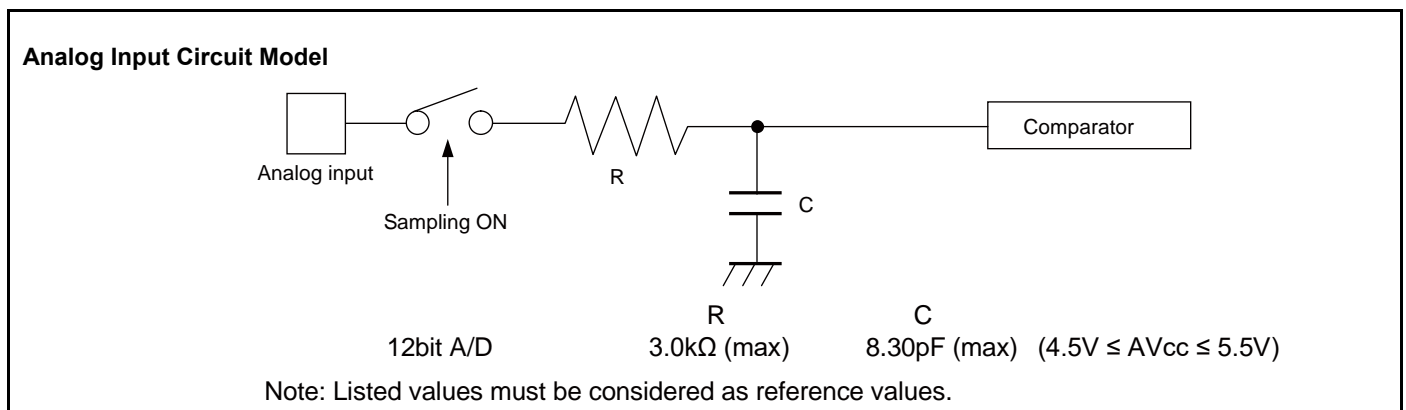 Analog Input Circuit Model
Comparator
Analog input
R
C
Sampling ON
R C
12bit A/D 3.0kΩ (max) 8.30pF (max) (4.5V ≤ AVcc ≤ 5.5V)
Note: Listed values must be considered as reference values.